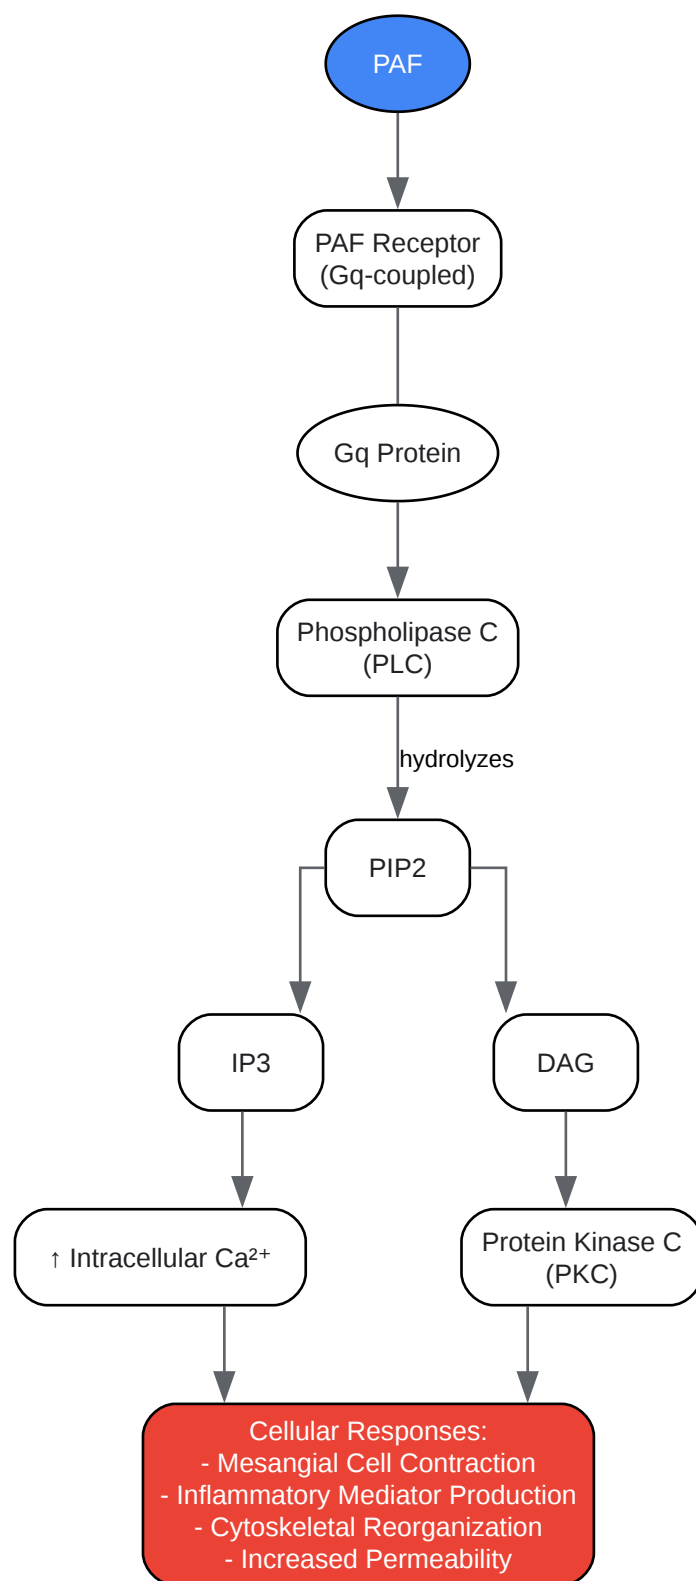 PAF
PAF Receptor
(Gq-coupled)
Gq Protein
Phospholipase C
(PLC)
hydrolyzes
PIP2
IP3
DAG
↑ Intracellular Ca²⁺
Protein Kinase C
(PKC)
Cellular Responses:
- Mesangial Cell Contraction
- Inflammatory Mediator Production
- Cytoskeletal Reorganization
- Increased Permeability